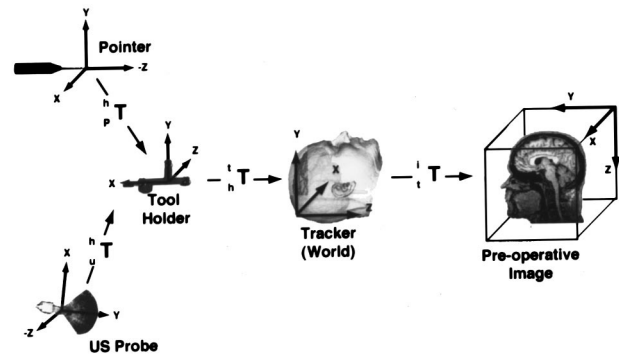 Y
Pointer
-Z
X
h
T
p
Y
Z
X
Tool
Holder
t
T
h
Y
X
Z
Tracker
(World)
i
T
t
Y
X
Z
Pre-operative
Image
h
T
u
X
Y
-Z
US Probe